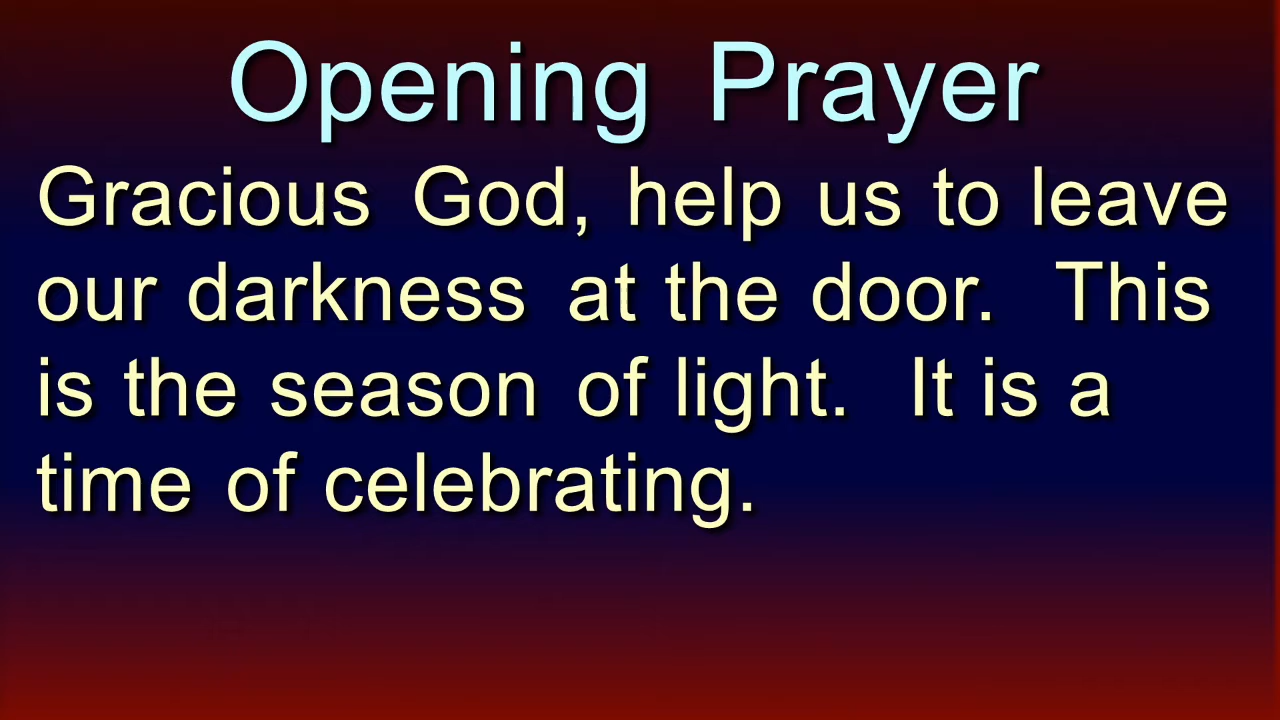 Opening Prayer
Gracious God, help us to leave
our darkness at the door. This
is the season of light. It is a
time of celebrating.